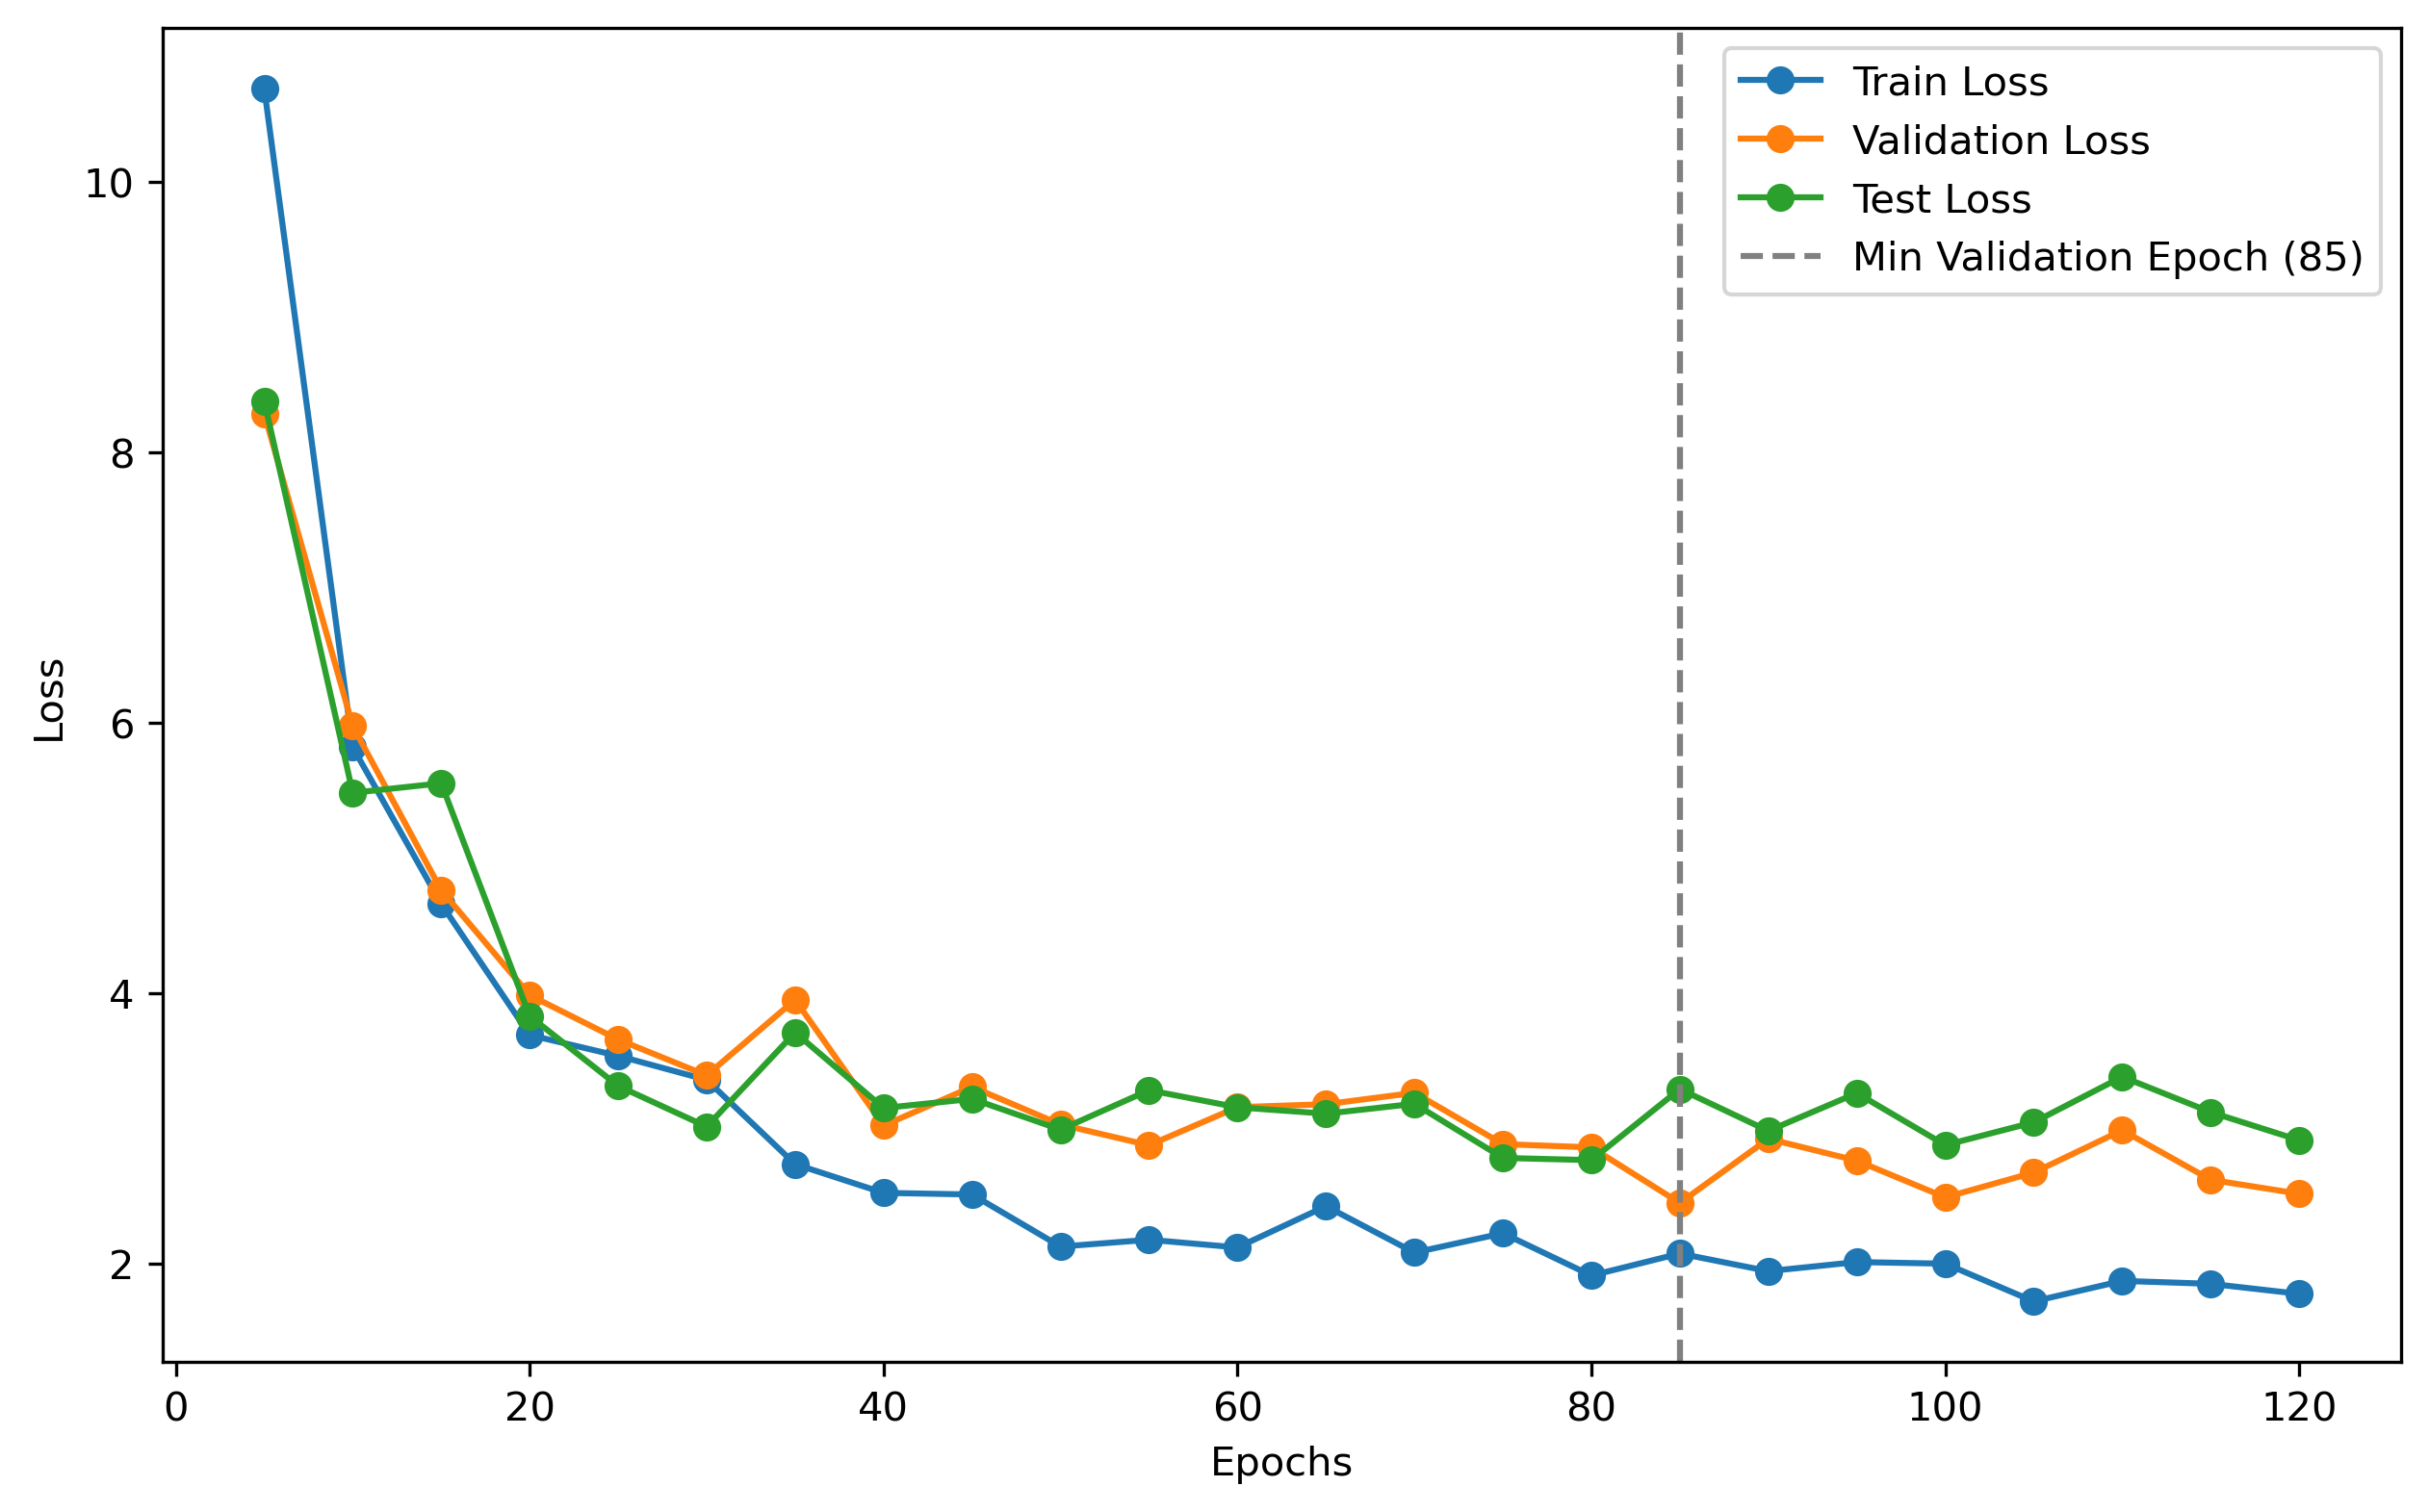 Train Loss
Validation Loss
Test Loss
Min Validation Epoch (85)
10
8
6
4
2
Loss
0 20 40 60 80 100 120
Epochs